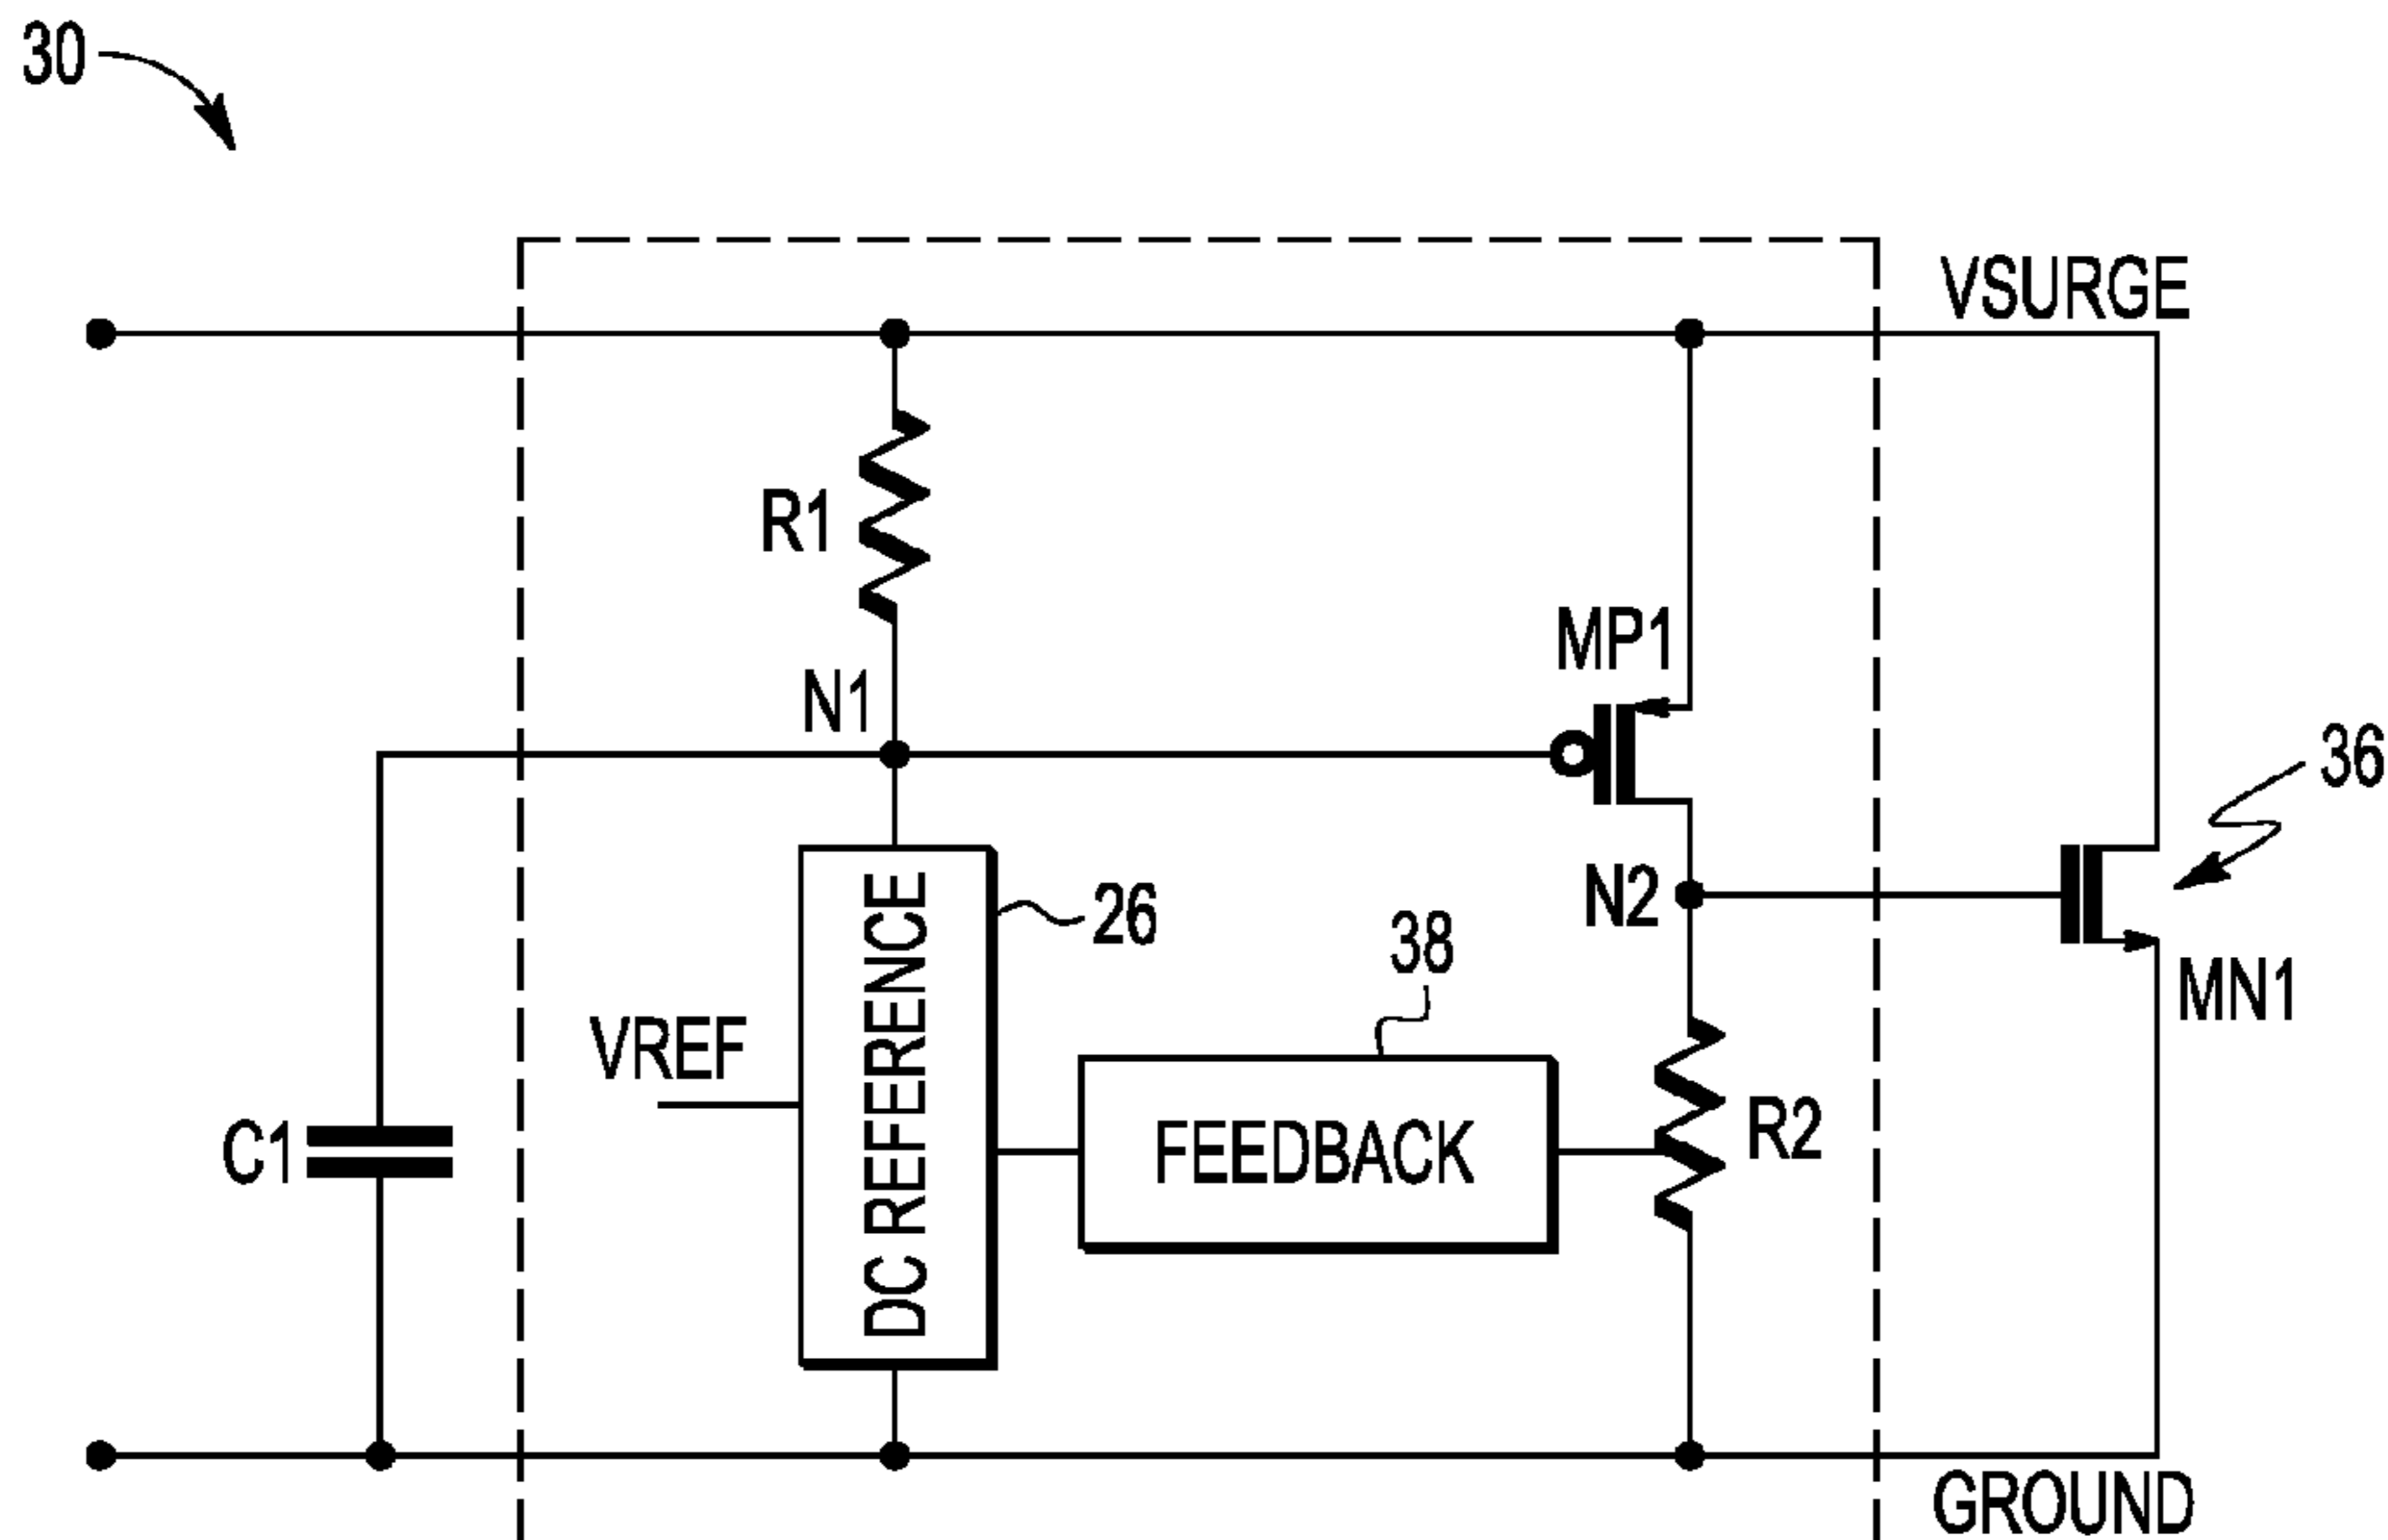 30
VSURGE
R1
MP1
N1
36
N2
26
38
MN1
VREF
DC REFERENCE
FEEDBACK
R2
C1
GROUND